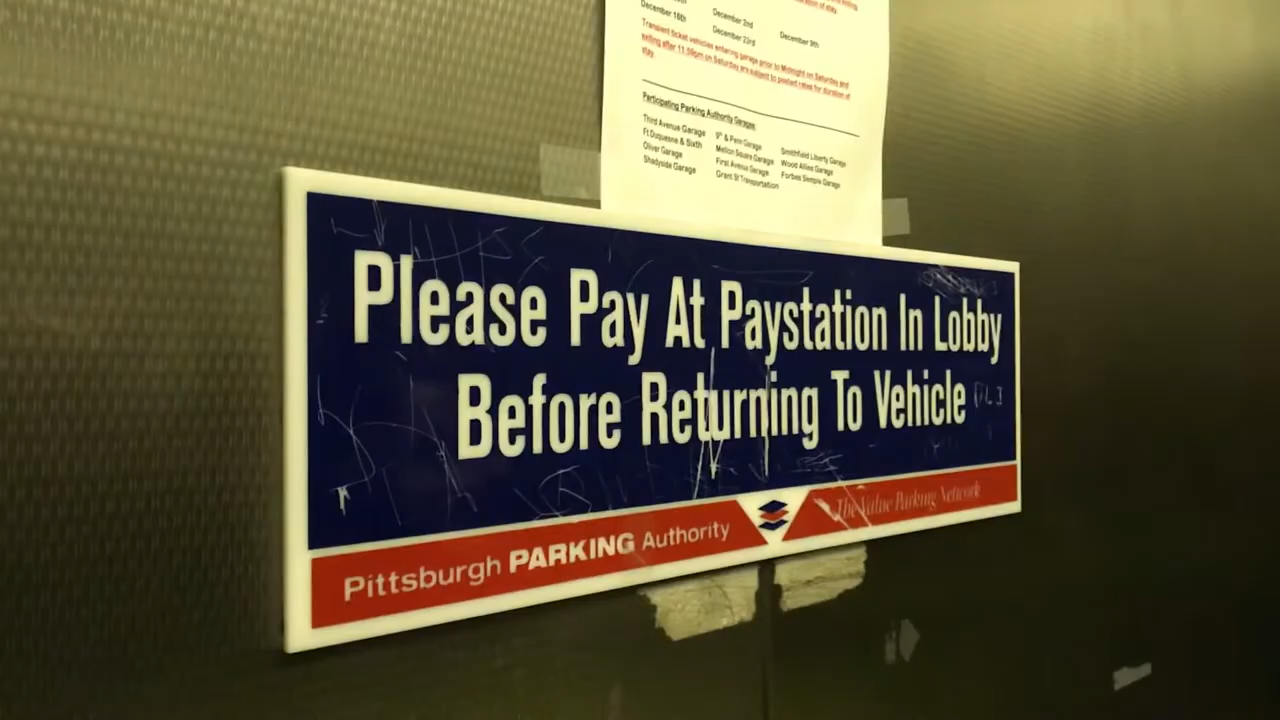 December 16th
December 2nd
December 23rd
December 9th
Transient ticket vehicles entering garage prior to Midnight on Saturday and
exiting after 11:59pm on Saturday are subject to posted rates for duration of
stay.
Participating Parking Authority Garages
Third Avenue Garage
Ft Duquesne & Sixth
Oliver Garage
Shadyside Garage
9th & Penn Garage
Mellon Square Garage
First Avenue Garage
Grant St Transportation
Smithfield Liberty Garage
Wood Allies Garage
Forbes Semple Garage
Please Pay At Paystation In Lobby
Before Returning To Vehicle
Pittsburgh PARKING Authority
The Value Parking Network